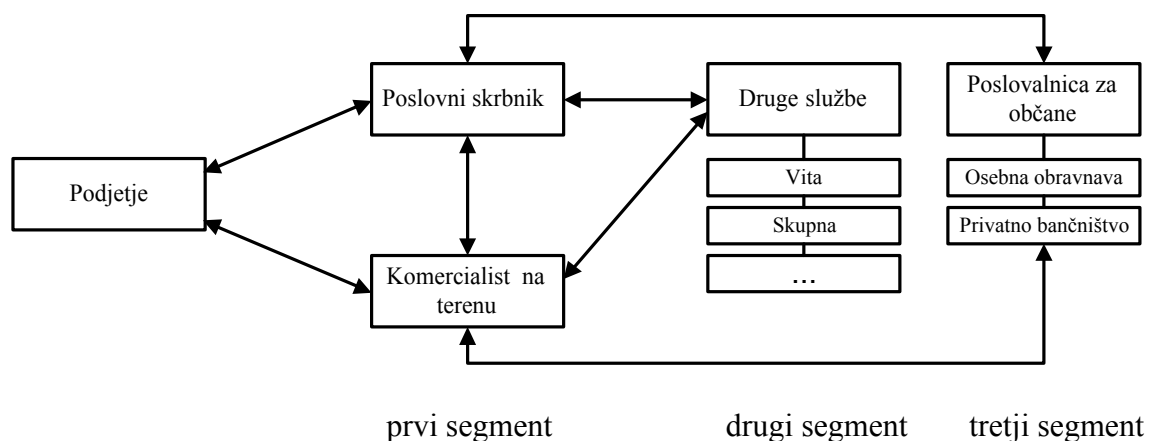 Poslovni skrbnik
Druge službe
Poslovalnica za
občane
Podjetje
Vita
Osebna obravnava
Skupna
Privatno bančništvo
Komercialist na
terenu
...
prvi segment
drugi segment
tretji segment